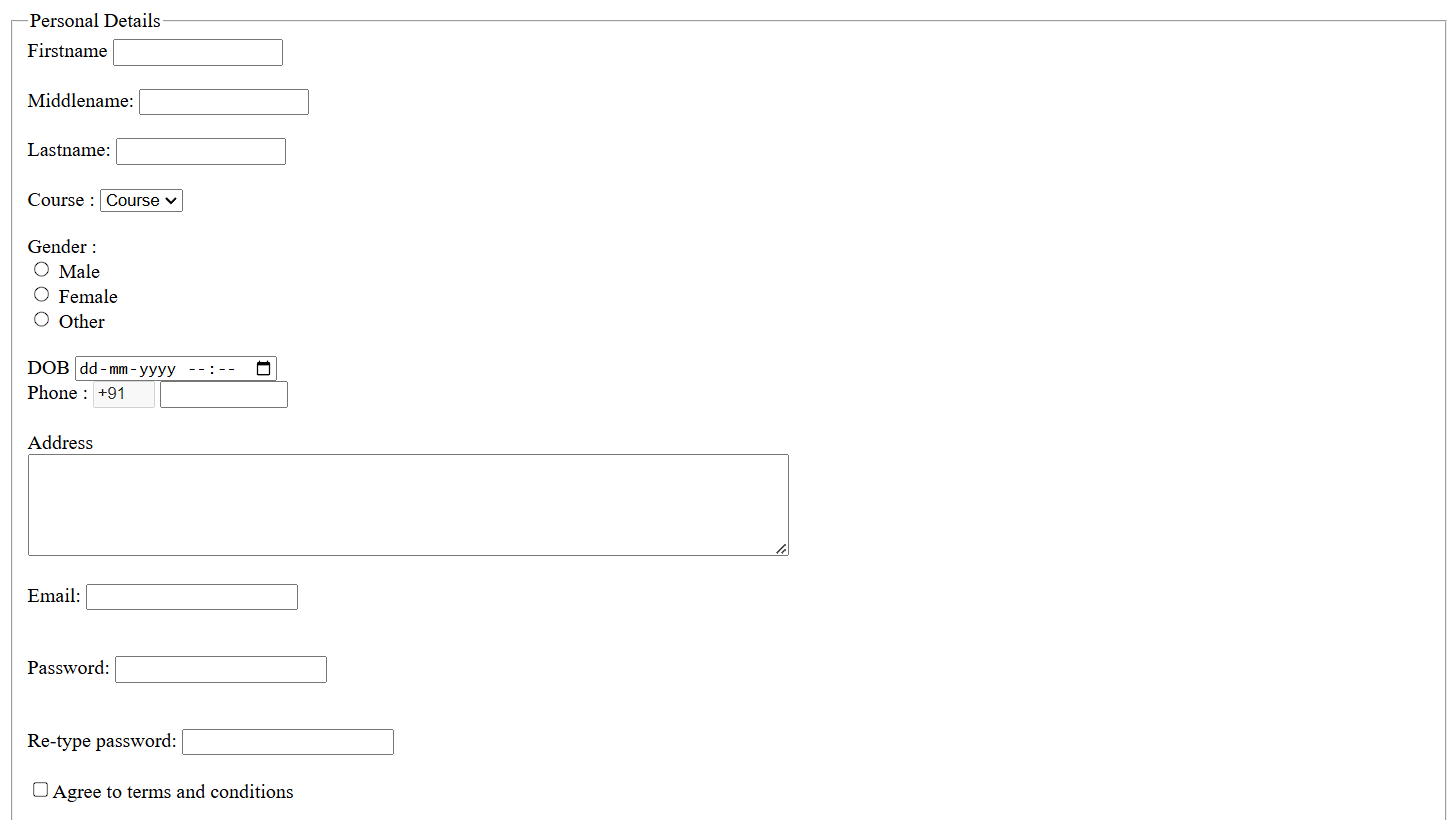 Personal Details
Firstname
Middlename:
Lastname:
Course : Course
Gender :
Male
Female
Other
DOB dd-mm-yyyy --:--
Phone : +91
Address
Email:
Password:
Re-type password:
Agree to terms and conditions